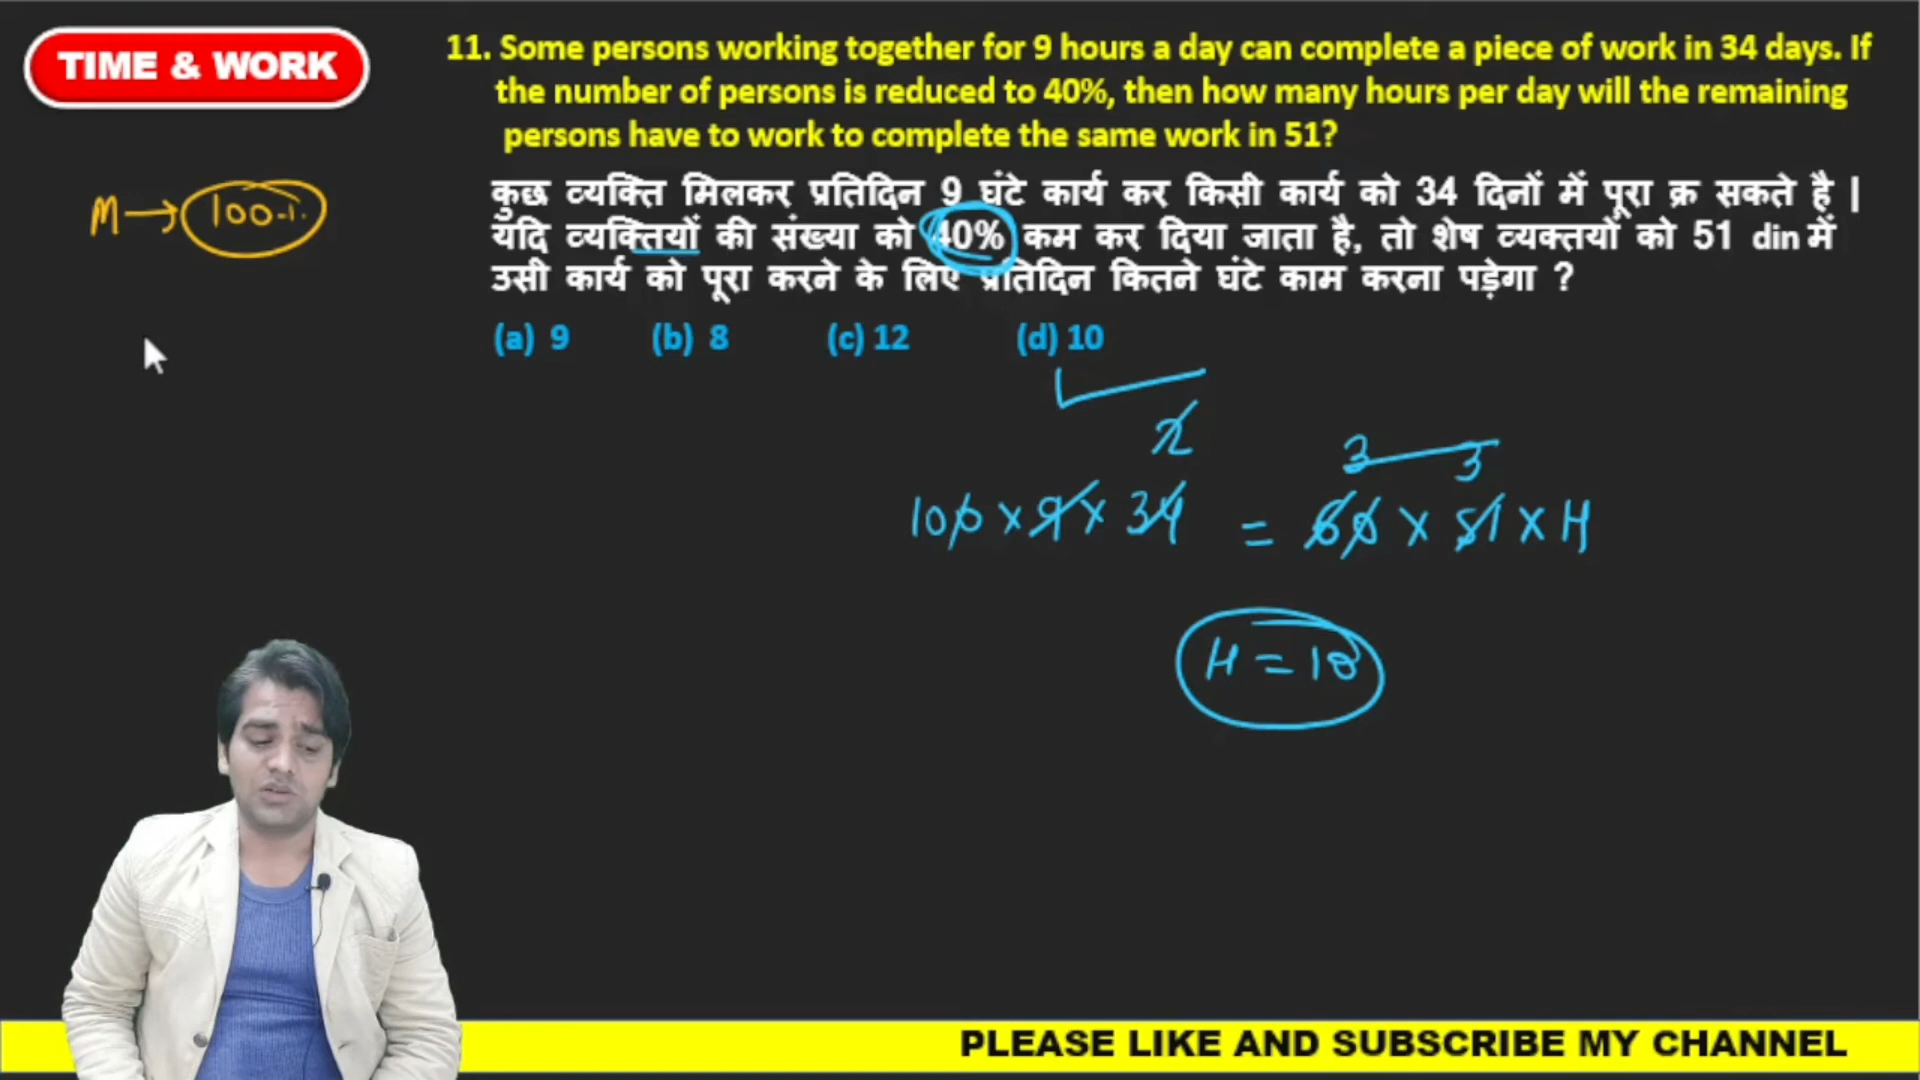 TIME & WORK
11. Some persons working together for 9 hours a day can complete a piece of work in 34 days. If
the number of persons is reduced to 40%, then how many hours per day will the remaining
persons have to work to complete the same work in 51?
कुछ व्यक्ति मिलकर प्रतिदिन 9 घंटे कार्य कर किसी कार्य को 34 दिनों में पूरा क्र सकते है |
यदि व्यक्तियों की संख्या को 40% कम कर दिया जाता है, तो शेष व्यक्तयों को 51 din में
उसी कार्य को पूरा करने के लिए प्रतिदिन कितने घंटे काम करना पड़ेगा ?
M→100%
(a) 9 (b) 8 (c) 12 (d) 10
2 3 3
100 x 9 x 34 = 60 x 51 x H
H = 10
PLEASE LIKE AND SUBSCRIBE MY CHANNEL